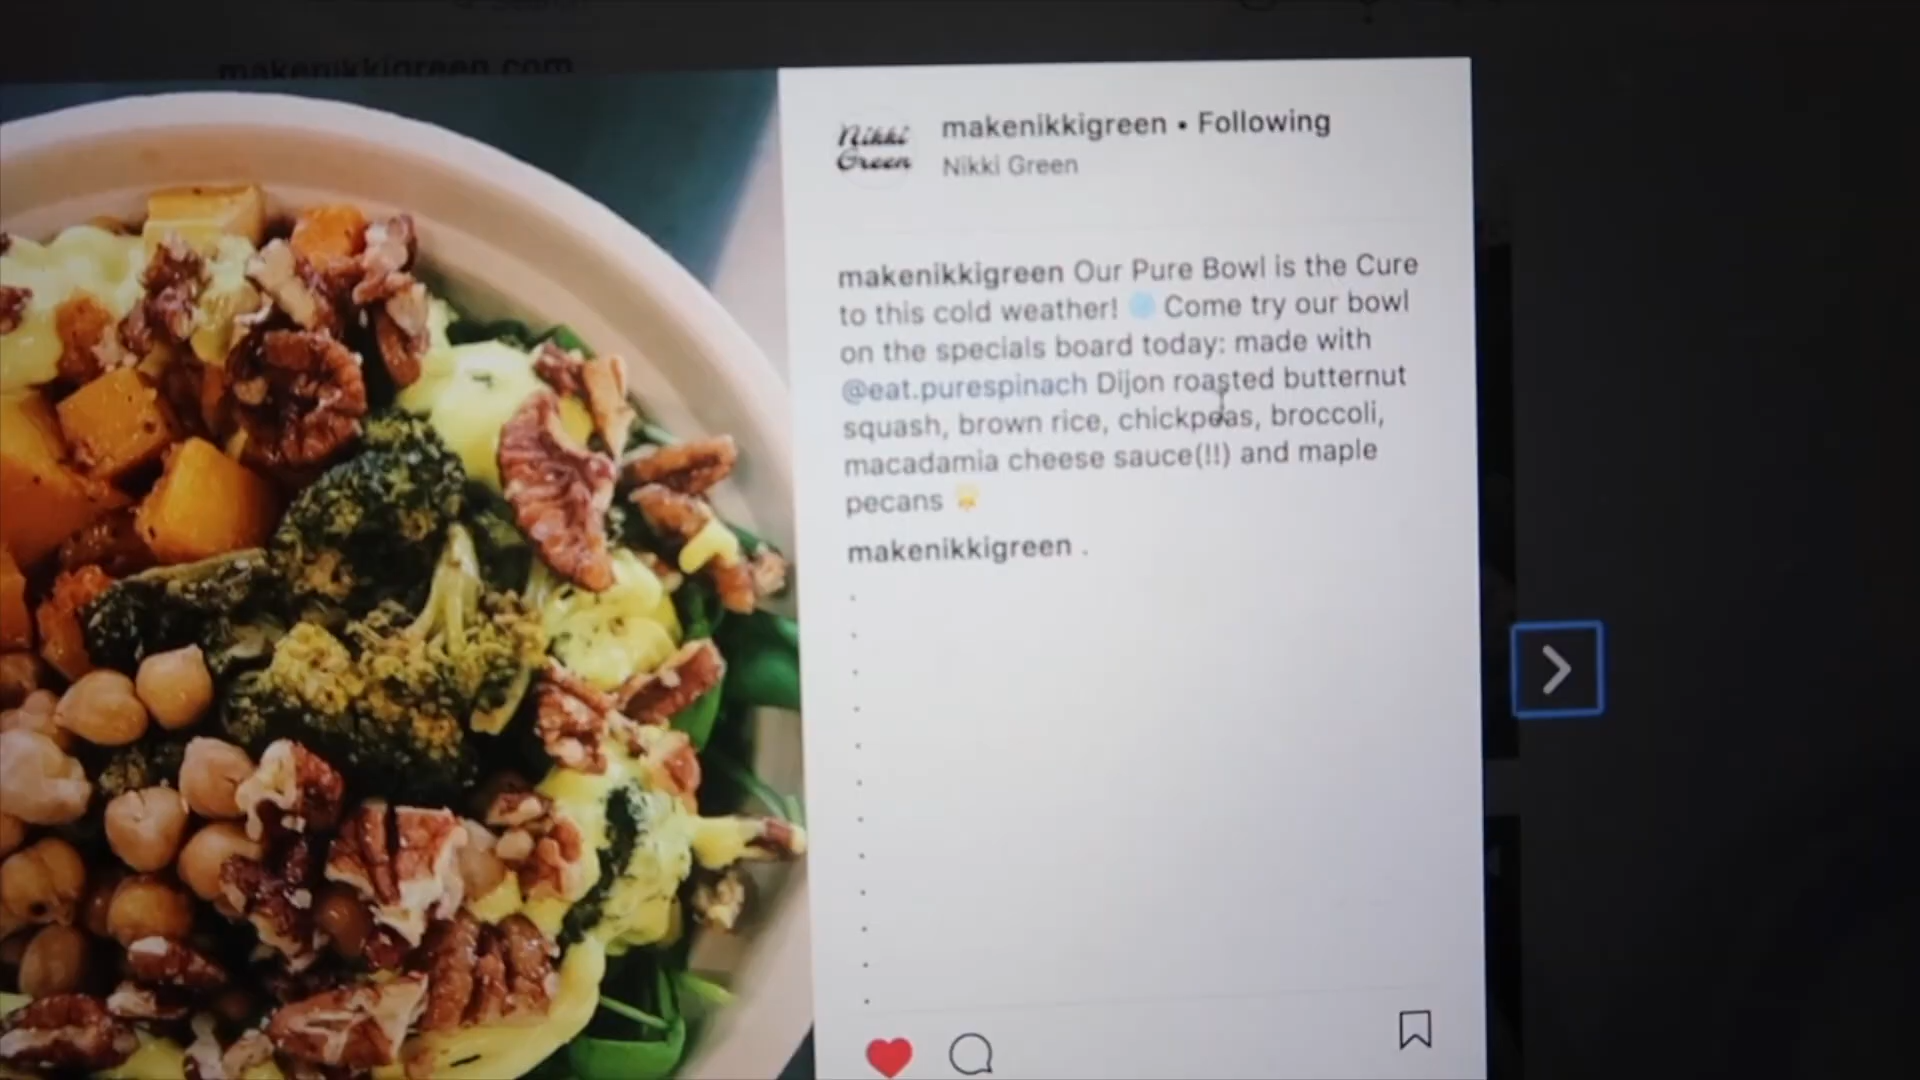 makenikkigreen.com
Nikki
Green
makenikkigreen • Following
Nikki Green
makenikkigreen Our Pure Bowl is the Cure
to this cold weather! Come try our bowl
on the specials board today: made with
@eat.purespinach Dijon roasted butternut
squash, brown rice, chickpeas, broccoli,
macadamia cheese sauce(!!) and maple
pecans
makenikkigreen .
.
.
.
.
.
.
.
.
.
.
.
.